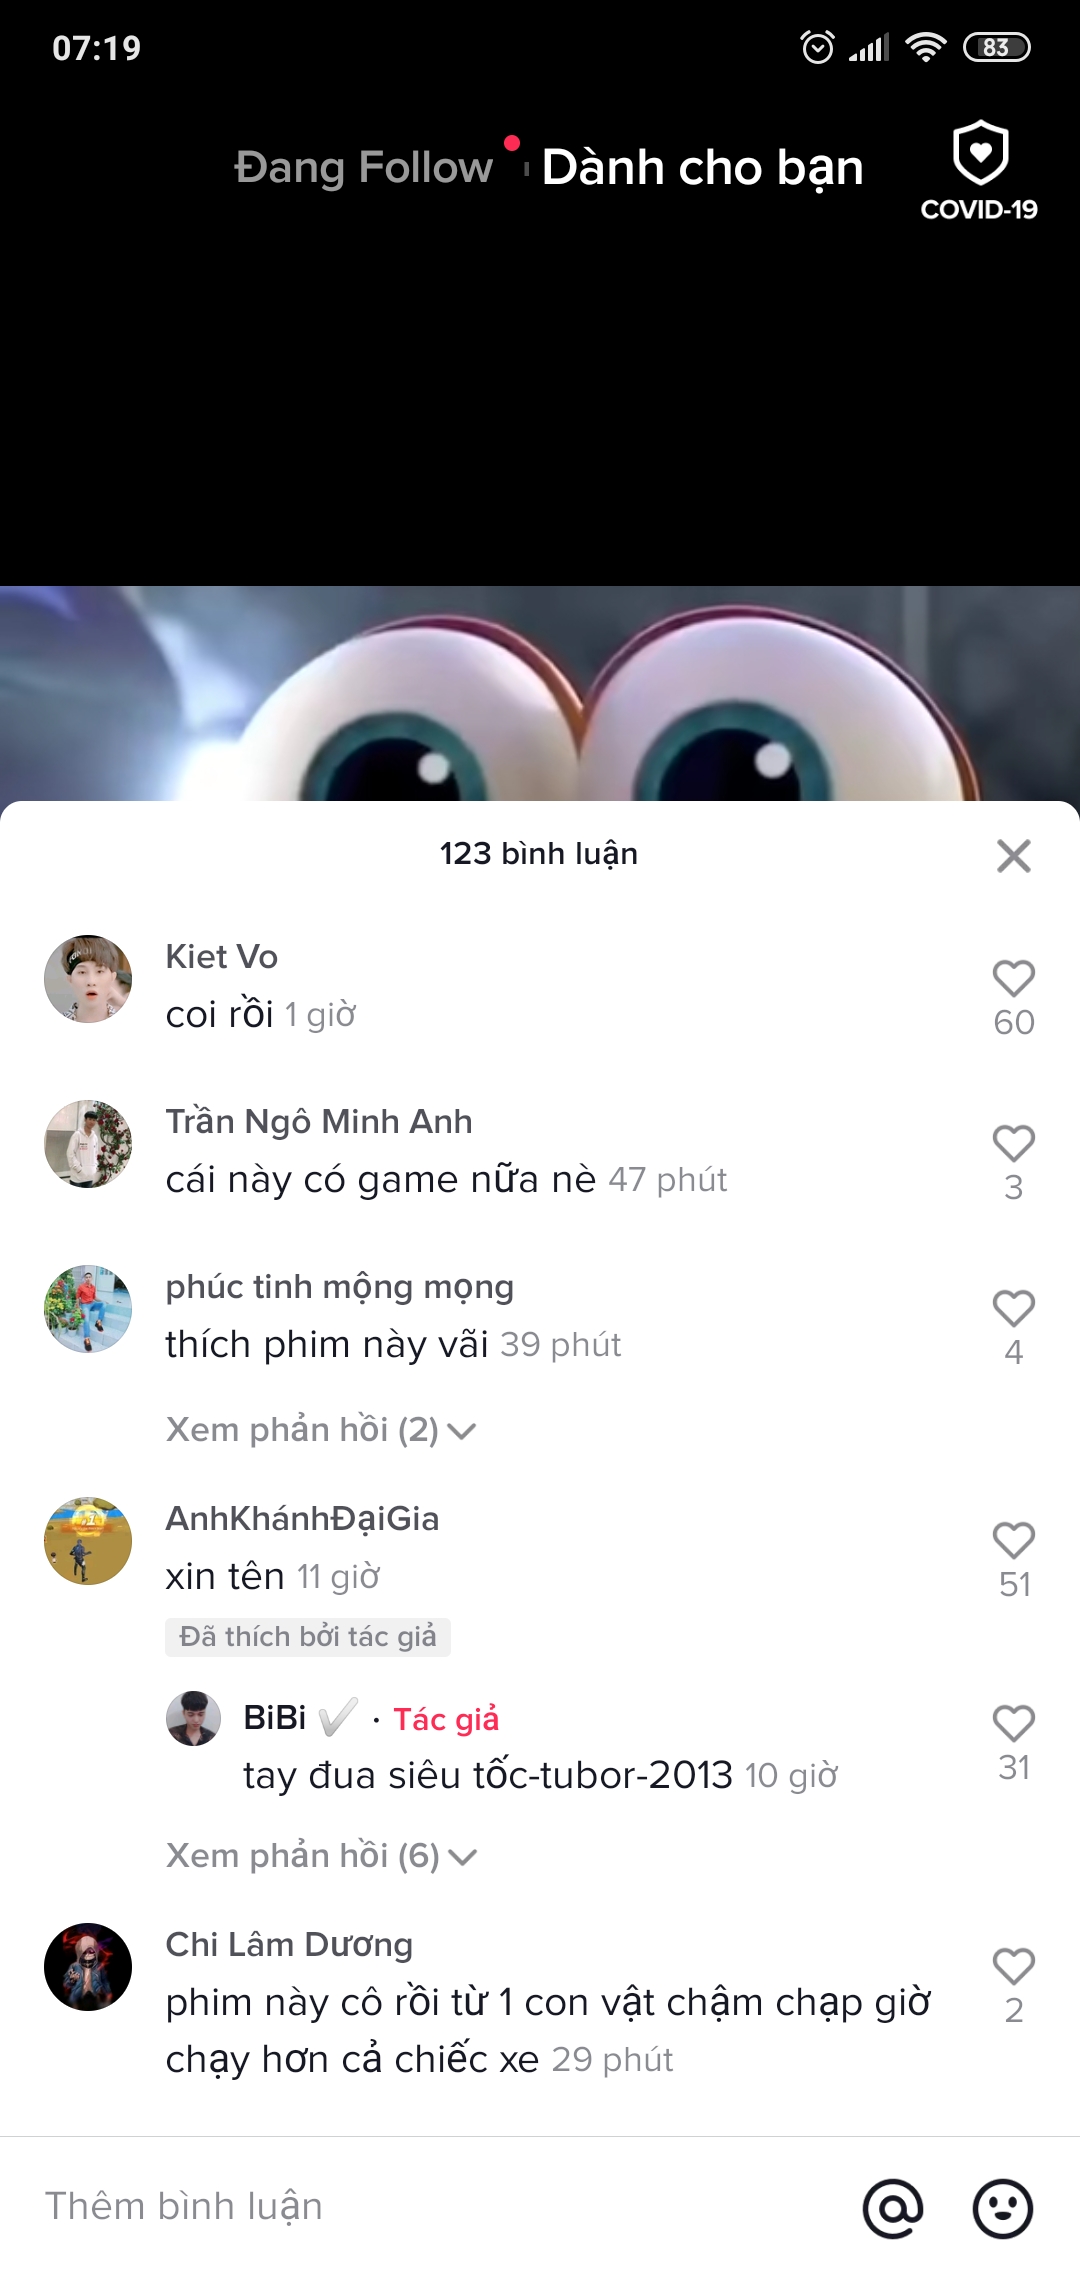 07:19
83
Đang Follow
Dành cho bạn
COVID-19
123 bình luận
Kiet Vo
coi rồi 1 giờ
60
Trần Ngô Minh Anh
cái này có game nữa nè 47 phút
3
phúc tinh mộng mọng
thích phim này vãi 39 phút
4
Xem phản hồi (2)
AnhKhánhĐạiGia
xin tên 11 giờ
51
Đã thích bởi tác giả
BiBi ✔ · Tác giả
tay đua siêu tốc-tubor-2013 10 giờ
31
Xem phản hồi (6)
Chi Lâm Dương
phim này cô rồi từ 1 con vật chậm chạp giờ
chạy hơn cả chiếc xe 29 phút
2
Thêm bình luận